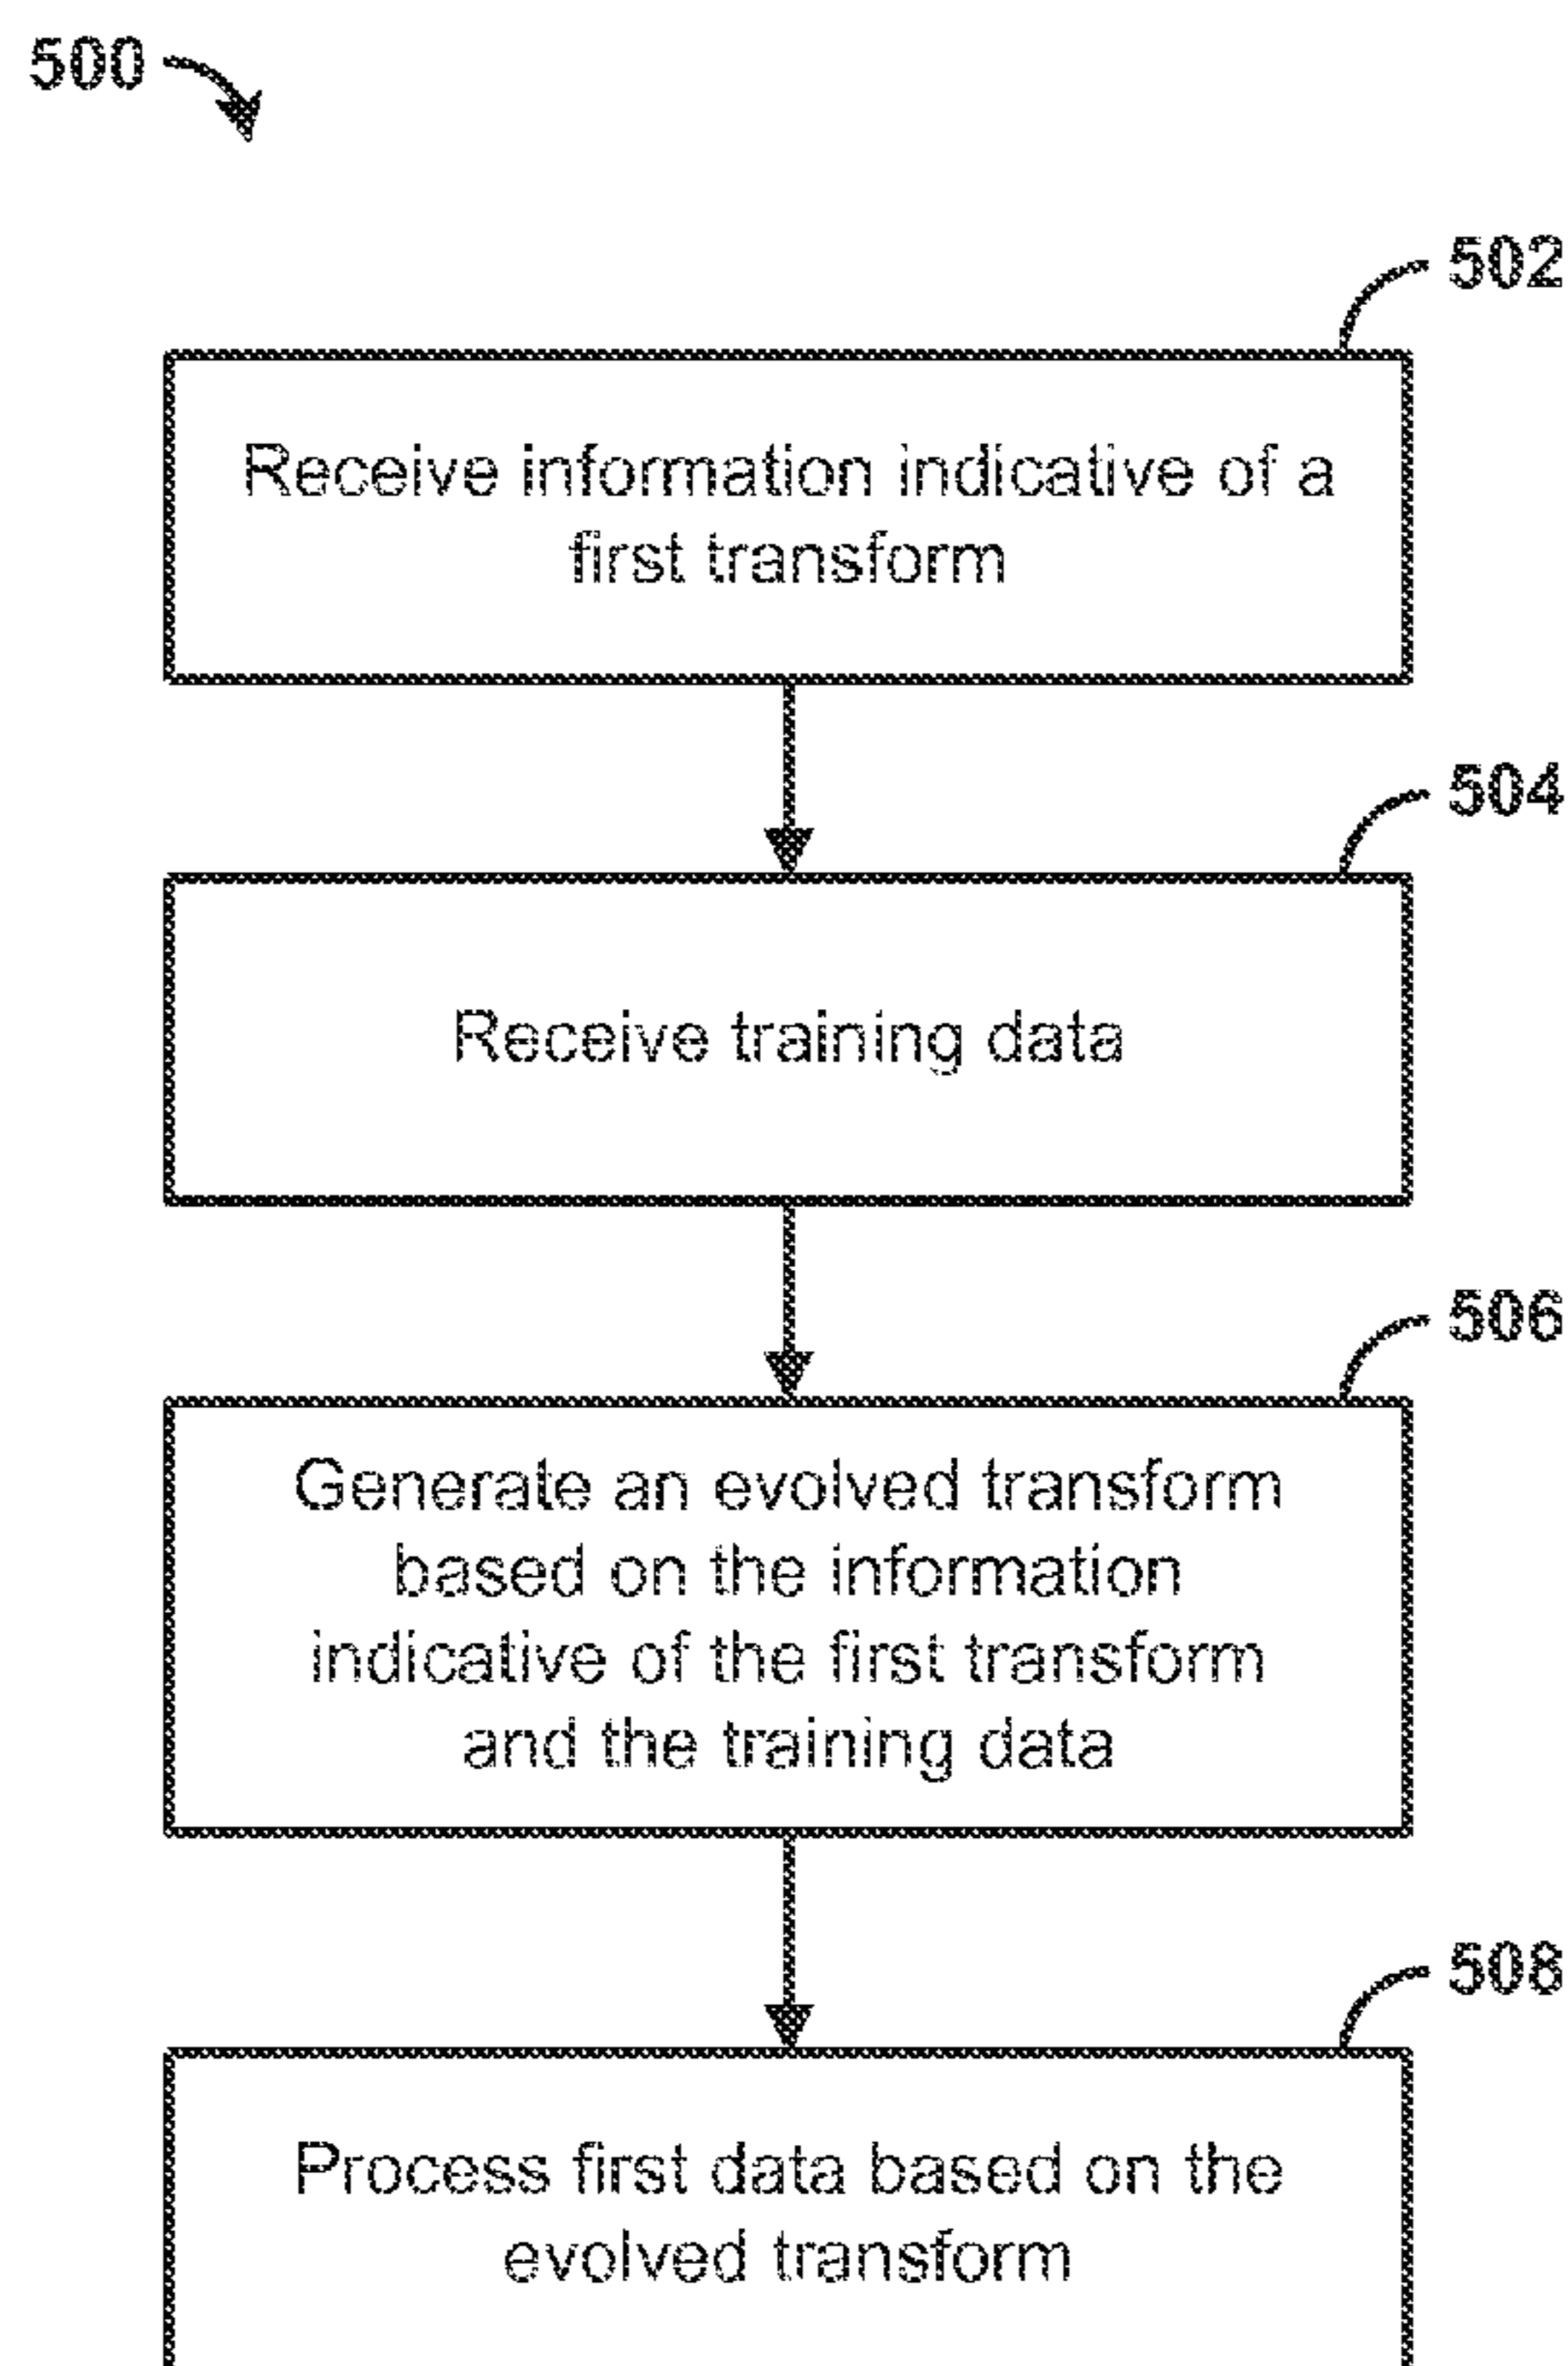 500
502
Receive information indicative of a
first transform
504
Receive training data
506
Generate an evolved transform
based on the information
indicative of the first transform
and the training data
508
Process first data based on the
evolved transform